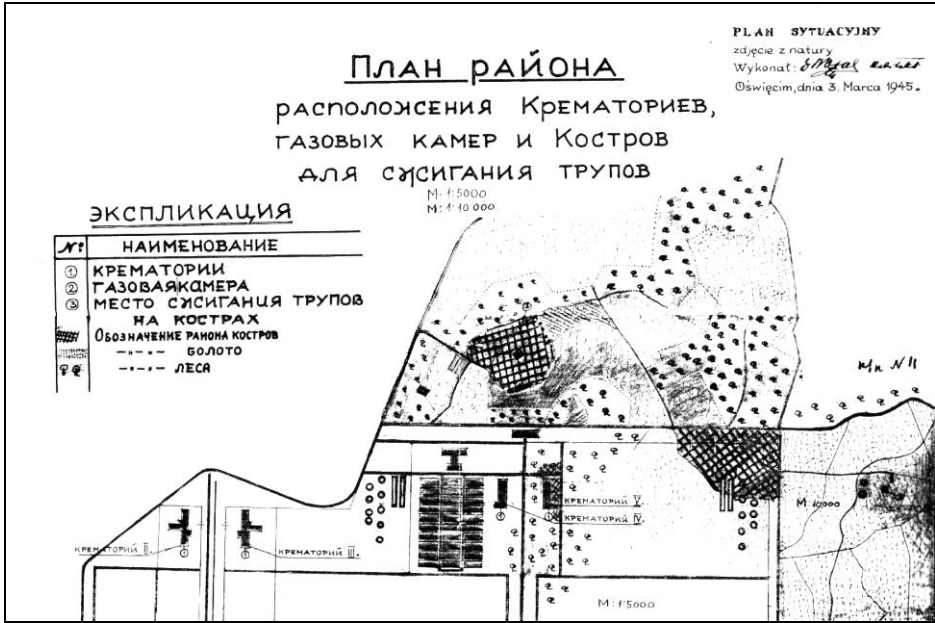 PLAN SYTUACYJNY
zdjęcie z natury
Wykonał:
Oświęcim, dnia 3. Marca 1945.
План района
расположения Крематориев,
газовых камер и Костров
для сжигания трупов
М: 1:5000
М: 1:10 000
ЭКСПЛИКАЦИЯ
№ НАИМЕНОВАНИЕ
① КРЕМАТОРИИ
② ГАЗОВАЯ КАМЕРА
③ МЕСТО СЖИГАНИЯ ТРУПОВ
НА КОСТРАХ
ОБОЗНАЧЕНИЕ РАЙОНА КОСТРОВ
—"—"— БОЛОТО
—"—"— ЛЕСА
КРЕМАТОРИЙ V.
КРЕМАТОРИЙ IV.
М 10000
КРЕМАТОРИЙ II.
КРЕМАТОРИЙ III.
М: 1:5000